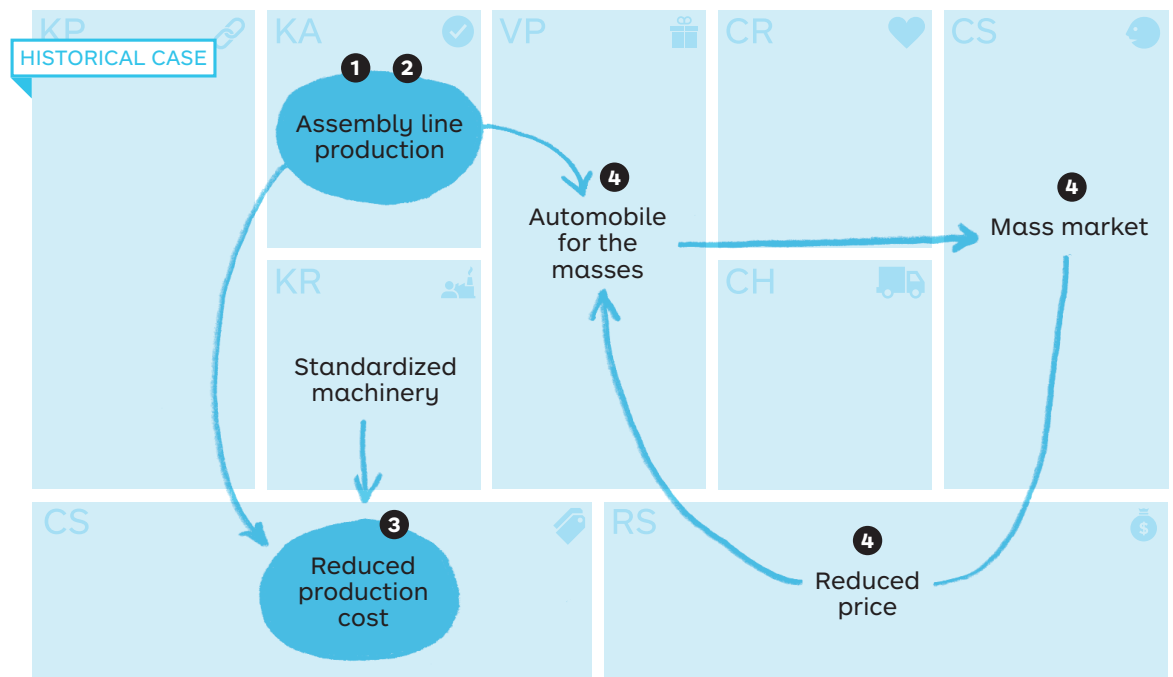 KP
HISTORICAL CASE
KA
1 2
Assembly line
production
VP
4
Automobile
for the
masses
CR
CS
4
Mass market
KR
Standardized
machinery
CH
CS
3
Reduced
production
cost
RS
$
4
Reduced
price